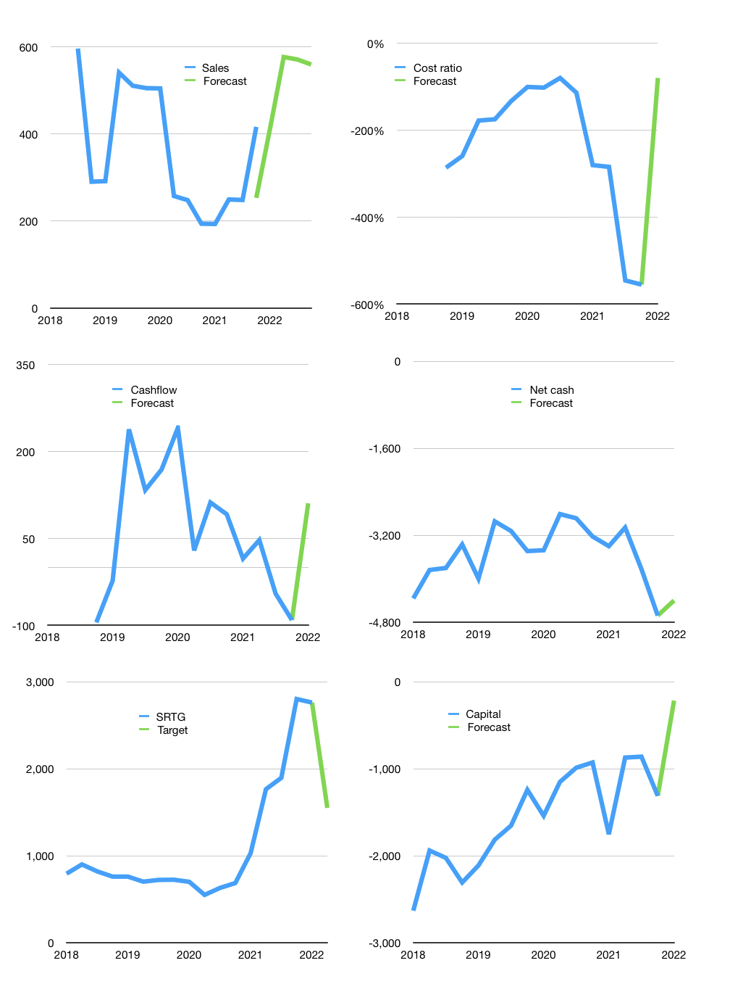 600
Sales
Forecast
400
200
0
2018 2019 2020 2021 2022
0%
Cost ratio
Forecast
-200%
-400%
-600%
2018 2019 2020 2021 2022
350
Cashflow
Forecast
200
50
-100
2018 2019 2020 2021 2022
0
Net cash
Forecast
-1,600
-3,200
-4,800
2018 2019 2020 2021 2022
3,000
SRTG
Target
2,000
1,000
0
2018 2019 2020 2021 2022
0
Capital
Forecast
-1,000
-2,000
-3,000
2018 2019 2020 2021 2022